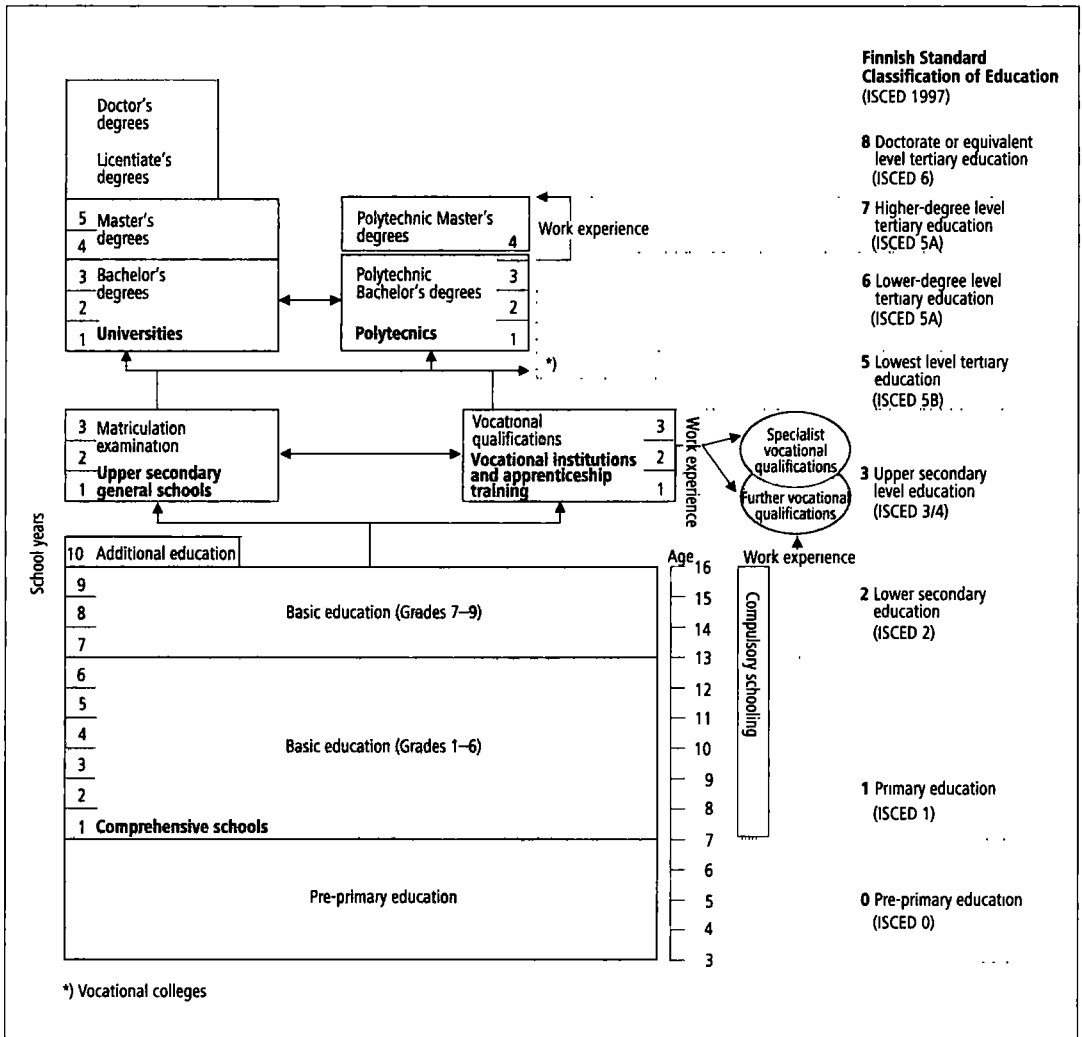 Finnish Standard
Classification of Education
(ISCED 1997)
Doctor's
degrees
Licentiate's
degrees
8 Doctorate or equivalent
level tertiary education
(ISCED 6)
5
4
Master's
degrees
Polytechnic Master's
degrees
4
Work experience
7 Higher-degree level
tertiary education
(ISCED 5A)
3
2
1
Bachelor's
degrees
Universities
Polytechnic
Bachelor's degrees
Polytecnics
3
2
1
6 Lower-degree level
tertiary education
(ISCED 5A)
*)
5 Lowest level tertiary
education
(ISCED 5B)
3
2
1
Matriculation
examination
Upper secondary
general schools
Vocational
qualifications
Vocational institutions
and apprenticeship
training
3
2
1
Work experience
Specialist
vocational
qualifications
Further vocational
qualifications
Work experience
3 Upper secondary
level education
(ISCED 3/4)
School years
10 Additional education
9
8
7
Basic education (Grades 7–9)
6
5
4
3
2
1
Basic education (Grades 1–6)
Comprehensive schools
Pre-primary education
Age
16
15
14
13
12
11
10
9
8
7
6
5
4
3
Compulsory schooling
2 Lower secondary
education
(ISCED 2)
1 Primary education
(ISCED 1)
0 Pre-primary education
(ISCED 0)
*) Vocational colleges